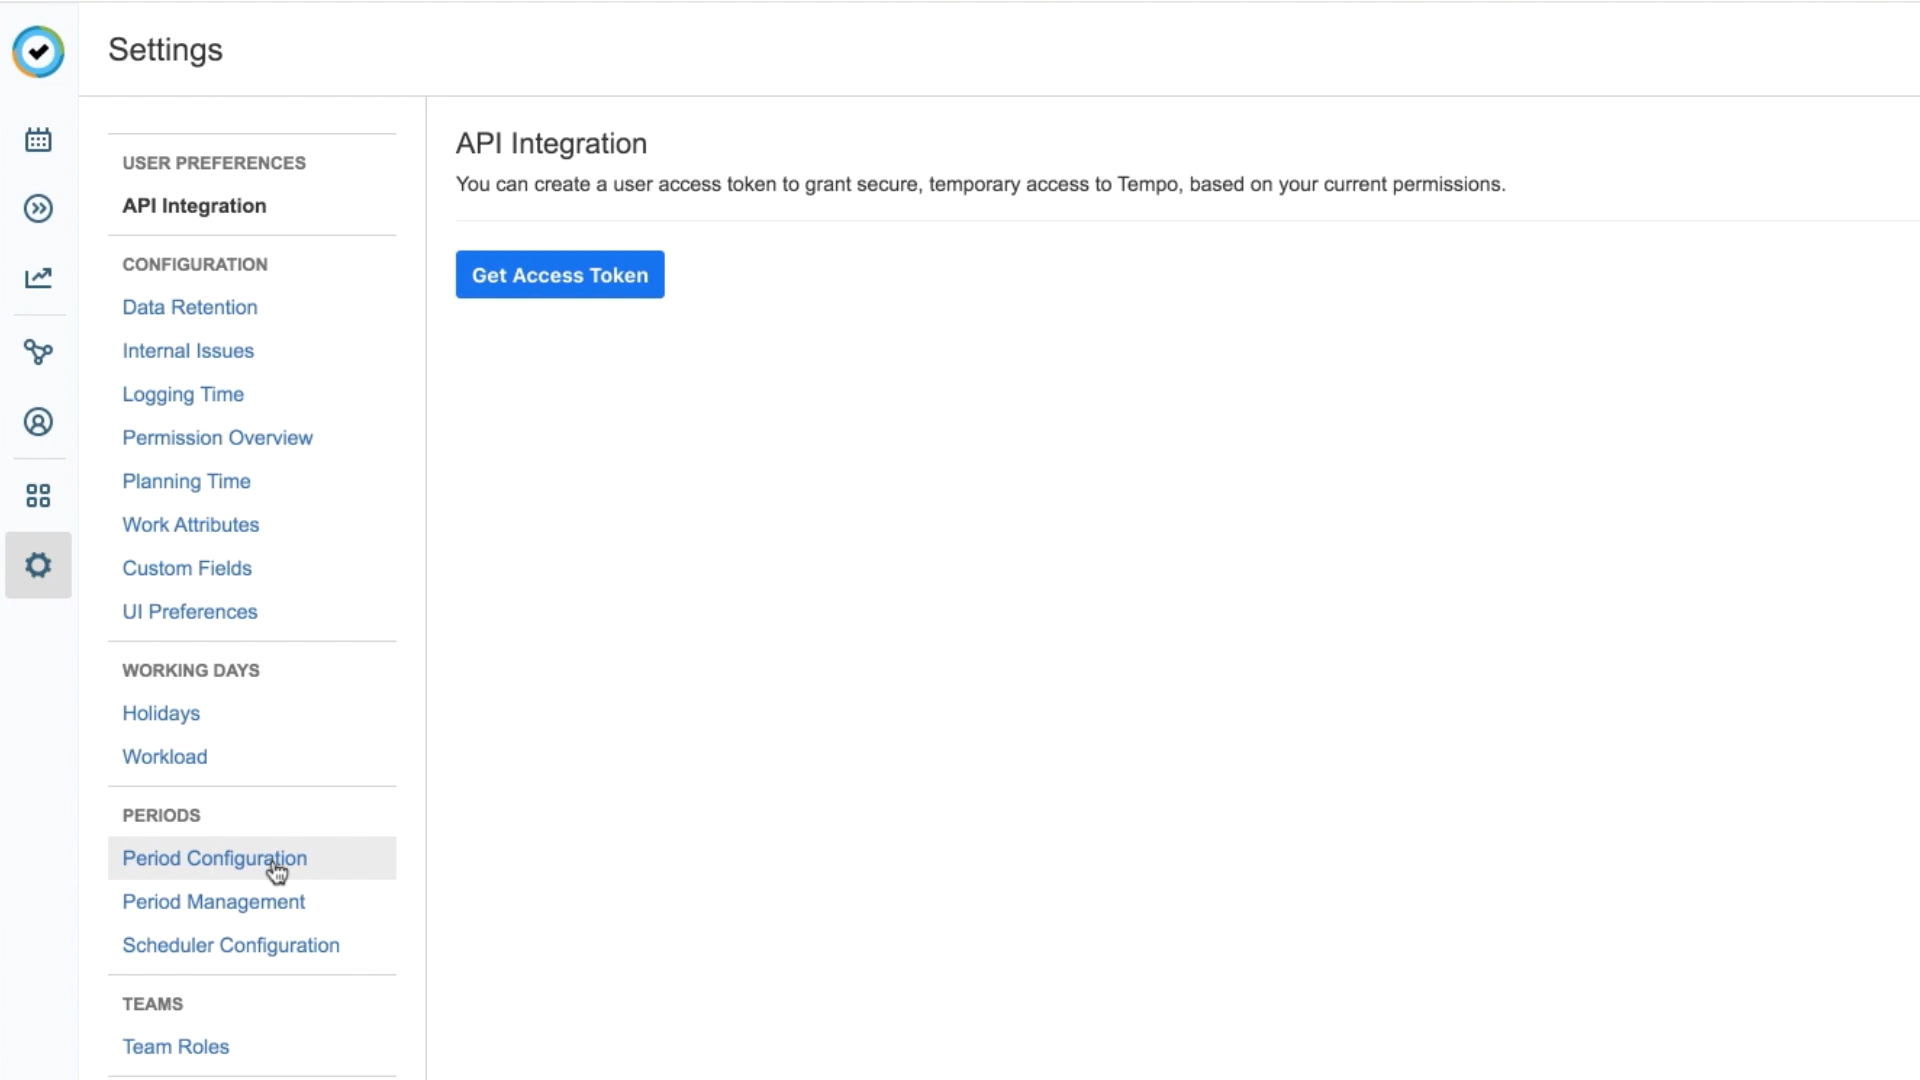 Settings
USER PREFERENCES
API Integration
CONFIGURATION
Data Retention
Internal Issues
Logging Time
Permission Overview
Planning Time
Work Attributes
Custom Fields
UI Preferences
WORKING DAYS
Holidays
Workload
PERIODS
Period Configuration
Period Management
Scheduler Configuration
TEAMS
Team Roles
API Integration
You can create a user access token to grant secure, temporary access to Tempo, based on your current permissions.
Get Access Token